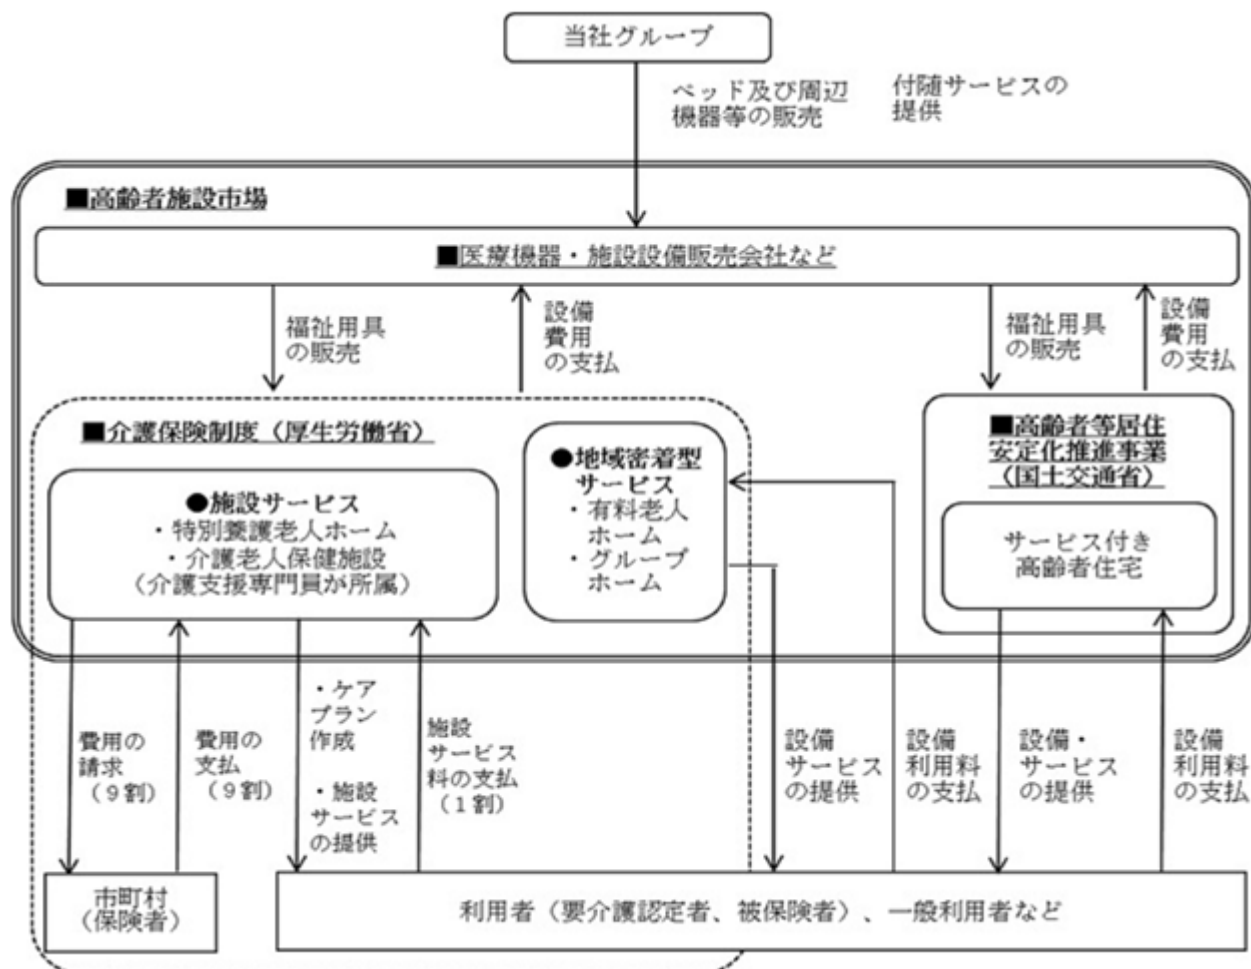 当社グループ
ベッド及び周辺
機器等の販売
付随サービスの
提供
■高齢者施設市場
■医療機器・施設設備販売会社など
福祉用具
の販売
設備
費用
の支払
福祉用具
の販売
設備
費用
の支払
■介護保険制度（厚生労働省）
●施設サービス
・特別養護老人ホーム
・介護老人保健施設
（介護支援専門員が所属）
●地域密着型
サービス
・有料老人
ホーム
・グループ
ホーム
■高齢者等居住
安定化推進事業
（国土交通省）
サービス付き
高齢者住宅
費用の
請求
（９割）
費用の
支払
（９割）
・ケア
プラン
作成
・施設
サービス
の提供
施設
サービス
料の支払
（１割）
設備
サービス
の提供
設備
利用料
の支払
設備・
サービス
の提供
設備
利用料
の支払
市町村
（保険者）
利用者（要介護認定者、被保険者）、一般利用者など